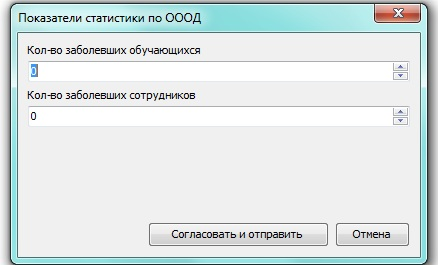 Показатели статистики по ОООД
Кол-во заболевших обучающихся
0
Кол-во заболевших сотрудников
0
Согласовать и отправить Отмена